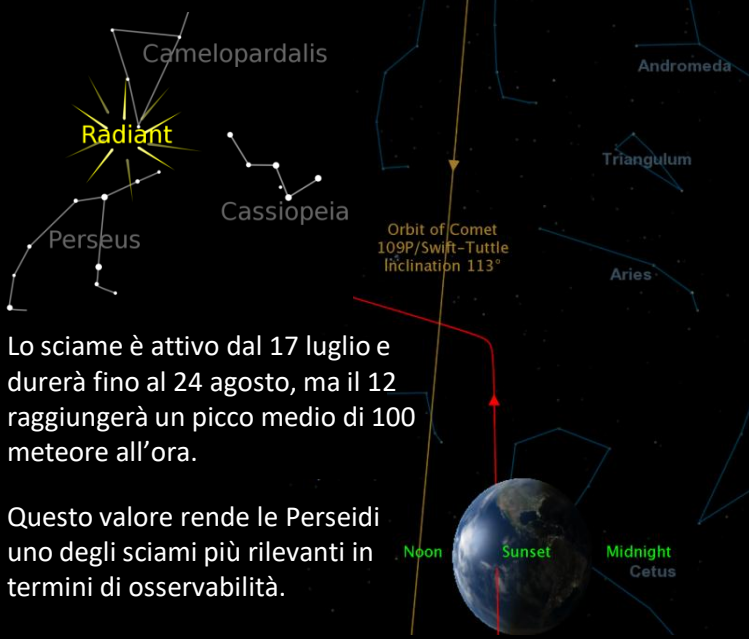 Camelopardalis
Radiant
Cassiopeia
Perseus
Andromeda
Triangulum
Orbit of Comet
109P/Swift-Tuttle
Inclination 113°
Aries
Lo sciame è attivo dal 17 luglio e
durerà fino al 24 agosto, ma il 12
raggiungerà un picco medio di 100
meteore all’ora.
Questo valore rende le Perseidi
uno degli sciami più rilevanti in
termini di osservabilità.
Noon
Sunset
Midnight
Cetus